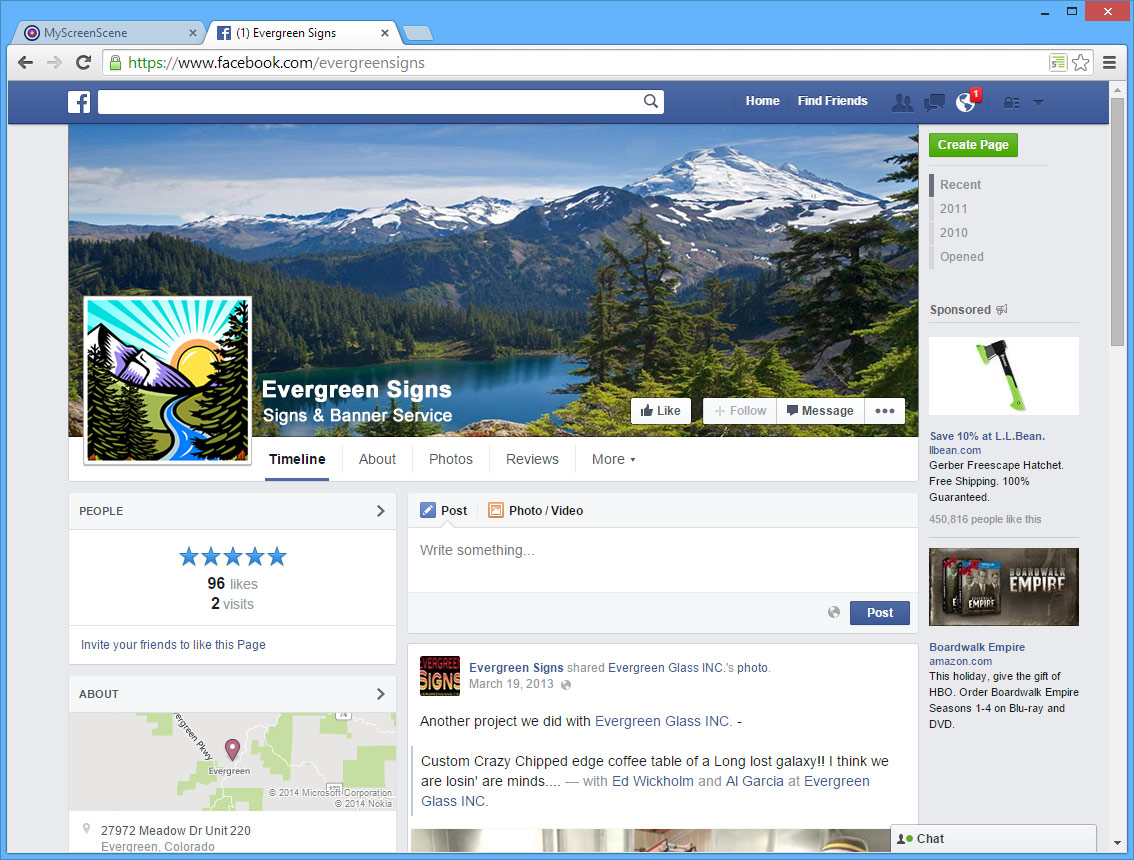 MyScreenScene
(1) Evergreen Signs
https://www.facebook.com/evergreensigns
Home
Find Friends
1
Create Page
Recent
2011
2010
Opened
Evergreen Signs
Signs & Banner Service
Like
+ Follow
Message
Timeline
About
Photos
Reviews
More
PEOPLE
96 likes
2 visits
Invite your friends to like this Page
ABOUT
74
Evergreen Pkwy
Evergreen
© 2014 Microsoft Corporation
© 2014 Nokia
27972 Meadow Dr Unit 220
Evergreen, Colorado
Post
Photo / Video
Write something...
Post
EVERGREEN
SIGNS
Evergreen Signs shared Evergreen Glass INC.'s photo.
March 19, 2013
Another project we did with Evergreen Glass INC. -
Custom Crazy Chipped edge coffee table of a Long lost galaxy!! I think we
are losin' are minds.... — with Ed Wickholm and Al Garcia at Evergreen
Glass INC.
Sponsored
Save 10% at L.L.Bean.
llbean.com
Gerber Freescape Hatchet.
Free Shipping. 100%
Guaranteed.
450,816 people like this
BOARDWALK
EMPIRE
Boardwalk Empire
amazon.com
This holiday, give the gift of
HBO. Order Boardwalk Empire
Seasons 1-4 on Blu-ray and
DVD.
Chat